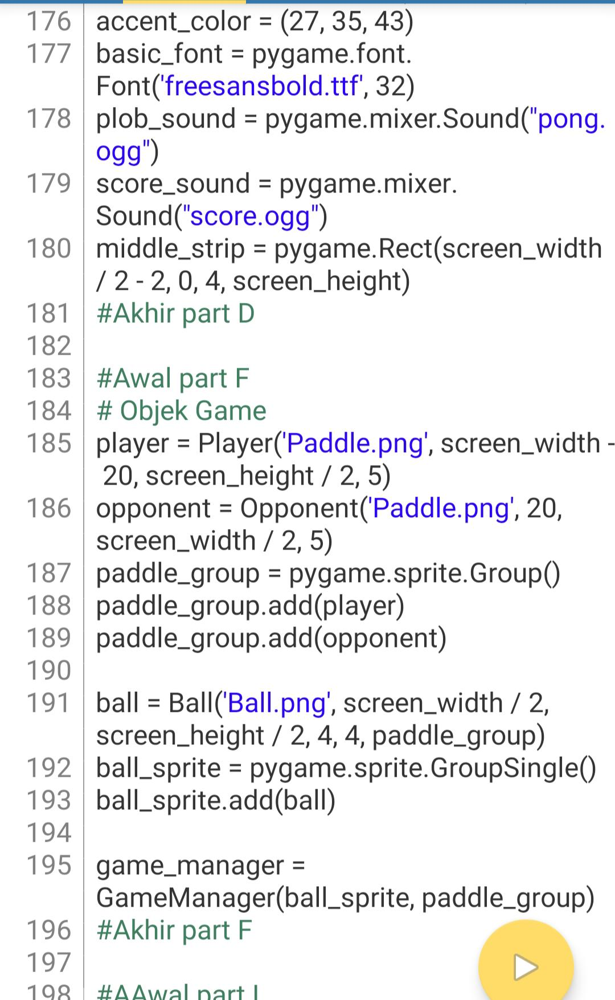 176 accent_color = (27, 35, 43)
177 basic_font = pygame.font.
Font('freesansbold.ttf', 32)
178 plob_sound = pygame.mixer.Sound("pong.
ogg")
179 score_sound = pygame.mixer.
Sound("score.ogg")
180 middle_strip = pygame.Rect(screen_width
/ 2 - 2, 0, 4, screen_height)
181 #Akhir part D
182
183 #Awal part F
184 # Objek Game
185 player = Player('Paddle.png', screen_width -
20, screen_height / 2, 5)
186 opponent = Opponent('Paddle.png', 20,
screen_width / 2, 5)
187 paddle_group = pygame.sprite.Group()
188 paddle_group.add(player)
189 paddle_group.add(opponent)
190
191 ball = Ball('Ball.png', screen_width / 2,
screen_height / 2, 4, 4, paddle_group)
192 ball_sprite = pygame.sprite.GroupSingle()
193 ball_sprite.add(ball)
194
195 game_manager =
GameManager(ball_sprite, paddle_group)
196 #Akhir part F
197
198 #AAwal part